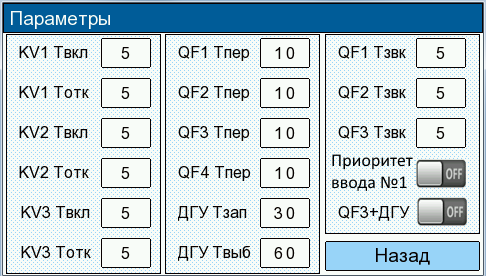 Параметры
KV1 Твкл 5
KV1 Тотк 5
KV2 Твкл 5
KV2 Тотк 5
KV3 Твкл 5
KV3 Тотк 5
QF1 Тпер 10
QF2 Тпер 10
QF3 Тпер 10
QF4 Тпер 10
ДГУ Тзап 30
ДГУ Твыб 60
QF1 Тзвк 5
QF2 Тзвк 5
QF3 Тзвк 5
Приоритет
ввода №1 OFF
QF3+ДГУ OFF
Назад